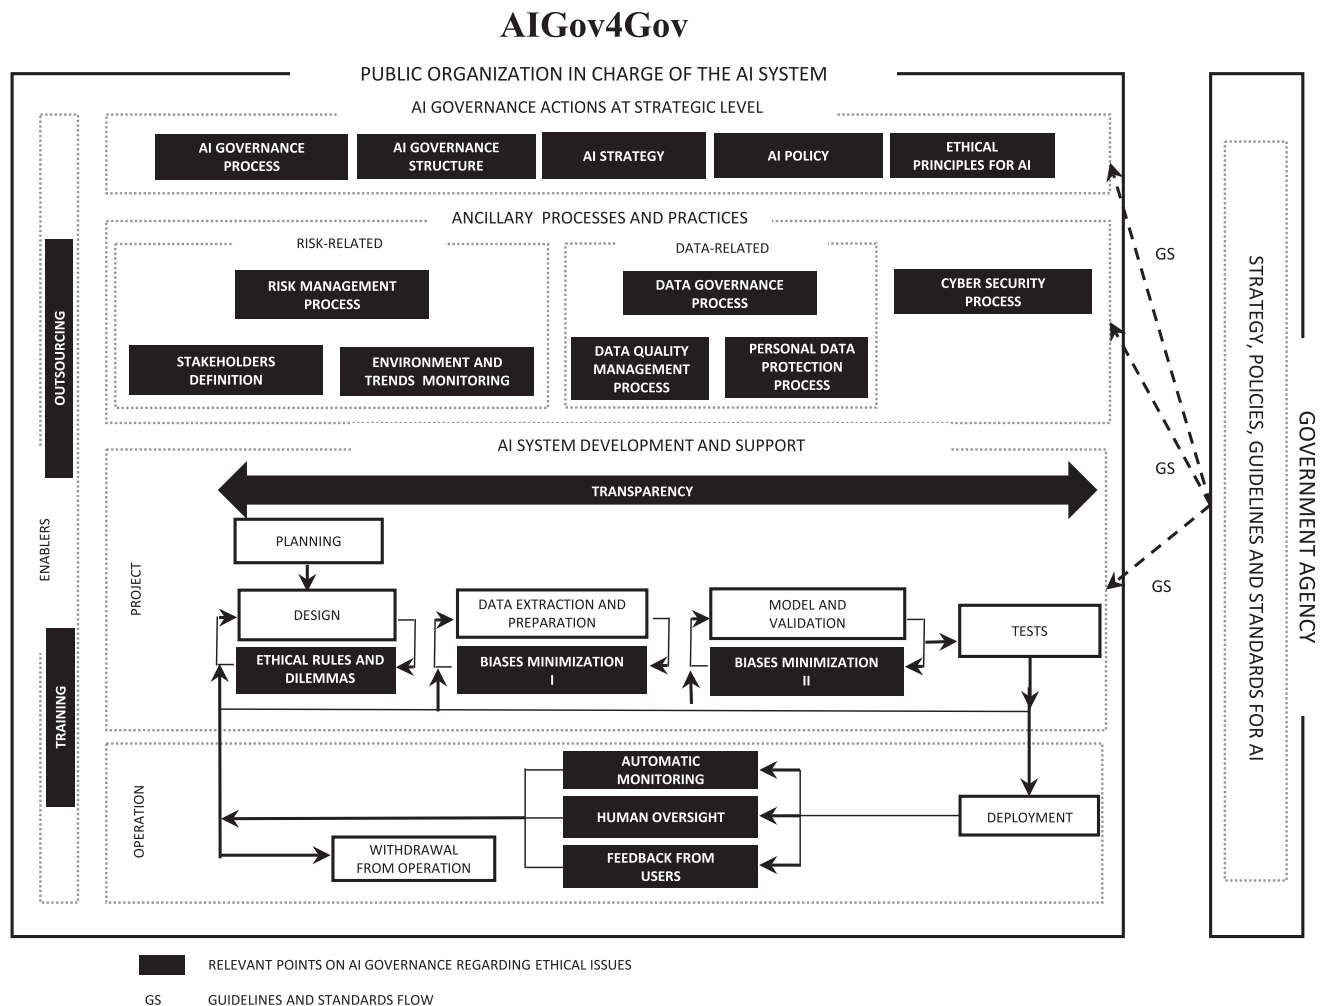 AIGov4Gov
PUBLIC ORGANIZATION IN CHARGE OF THE AI SYSTEM
AI GOVERNANCE ACTIONS AT STRATEGIC LEVEL
AI GOVERNANCE
PROCESS
AI GOVERNANCE
STRUCTURE
AI STRATEGY
AI POLICY
ETHICAL
PRINCIPLES FOR AI
ANCILLARY PROCESSES AND PRACTICES
RISK-RELATED
RISK MANAGEMENT
PROCESS
STAKEHOLDERS
DEFINITION
ENVIRONMENT AND
TRENDS MONITORING
DATA-RELATED
DATA GOVERNANCE
PROCESS
DATA QUALITY
MANAGEMENT
PROCESS
PERSONAL DATA
PROTECTION
PROCESS
CYBER SECURITY
PROCESS
OUTSOURCING
ENABLERS
TRAINING
AI SYSTEM DEVELOPMENT AND SUPPORT
TRANSPARENCY
PROJECT
PLANNING
DESIGN
ETHICAL RULES AND
DILEMMAS
DATA EXTRACTION AND
PREPARATION
BIASES MINIMIZATION
I
MODEL AND
VALIDATION
BIASES MINIMIZATION
II
TESTS
OPERATION
AUTOMATIC
MONITORING
HUMAN OVERSIGHT
FEEDBACK FROM
USERS
DEPLOYMENT
WITHDRAWAL
FROM OPERATION
GS
GS
GS
STRATEGY, POLICIES, GUIDELINES AND STANDARDS FOR AI
GOVERNMENT AGENCY
RELEVANT POINTS ON AI GOVERNANCE REGARDING ETHICAL ISSUES
GS GUIDELINES AND STANDARDS FLOW